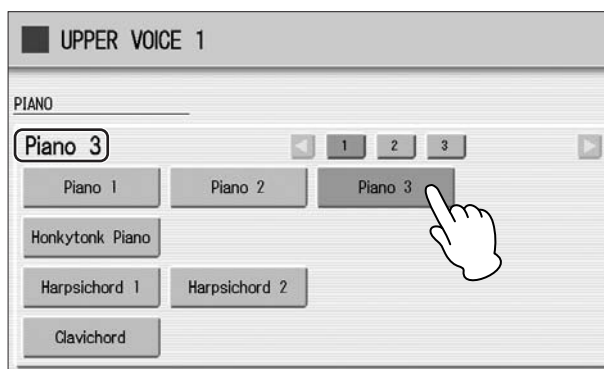 UPPER VOICE 1
PIANO
Piano 3
1 2 3
Piano 1 Piano 2 Piano 3
Honkytonk Piano
Harpsichord 1 Harpsichord 2
Clavichord